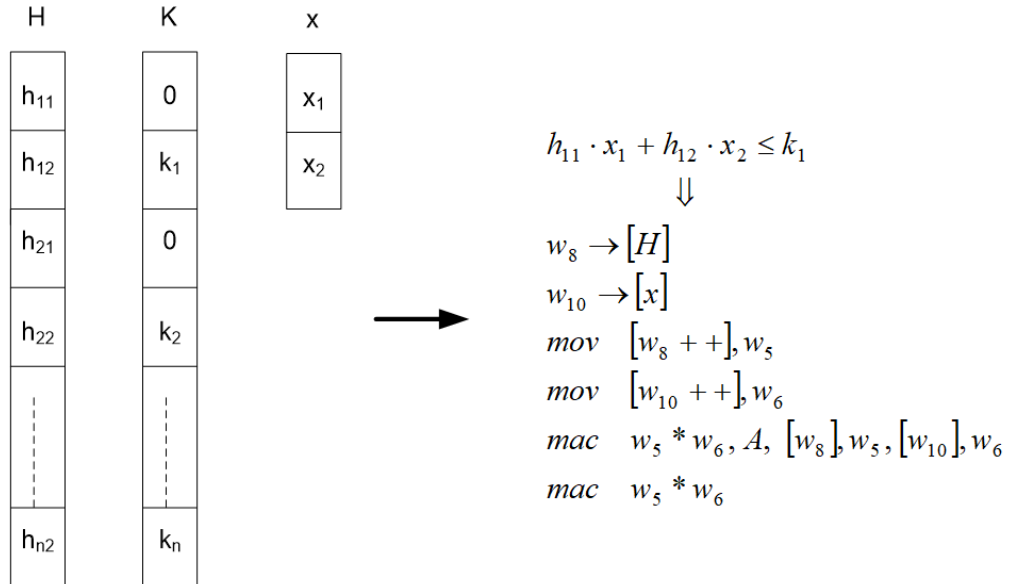 H K x
h₁₁ 0 x₁
h₁₂ k₁ x₂
h₂₁ 0
h₂₂ k₂
hₙ₂ kₙ
h₁₁ · x₁ + h₁₂ · x₂ ≤ k₁
⇓
w₈ → [H]
w₁₀ → [x]
mov [w₈ + +], w₅
mov [w₁₀ + +], w₆
mac w₅ * w₆, A, [w₈], w₅, [w₁₀], w₆
mac w₅ * w₆